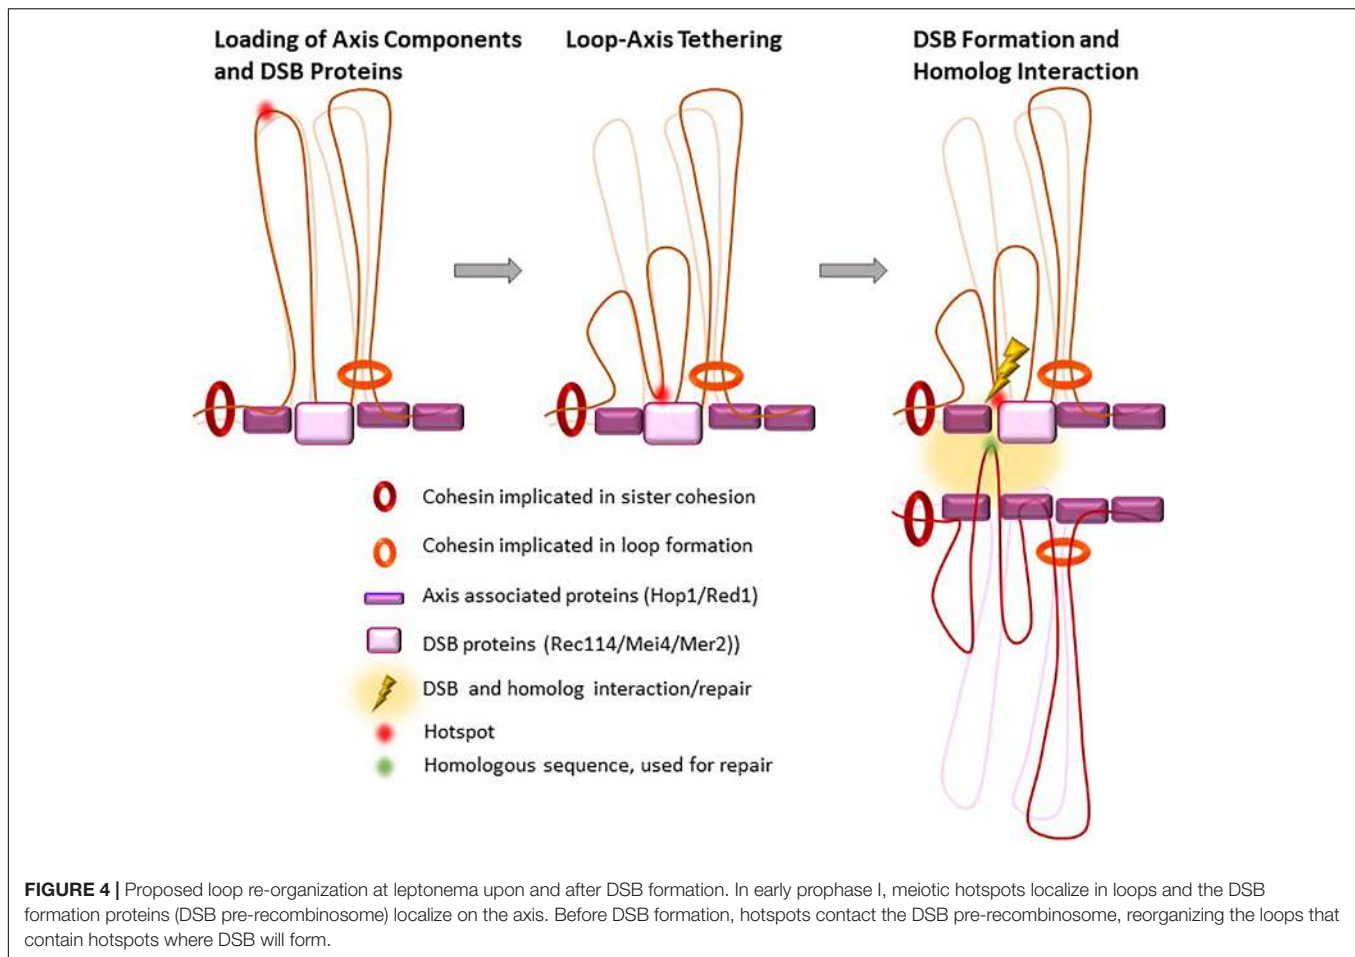 Loading of Axis Components
and DSB Proteins
Loop-Axis Tethering
DSB Formation and
Homolog Interaction
Cohesin implicated in sister cohesion
Cohesin implicated in loop formation
Axis associated proteins (Hop1/Red1)
DSB proteins (Rec114/Mei4/Mer2))
DSB and homolog interaction/repair
Hotspot
Homologous sequence, used for repair
FIGURE 4 | Proposed loop re-organization at leptonema upon and after DSB formation. In early prophase I, meiotic hotspots localize in loops and the DSB
formation proteins (DSB pre-recombinosome) localize on the axis. Before DSB formation, hotspots contact the DSB pre-recombinosome, reorganizing the loops that
contain hotspots where DSB will form.